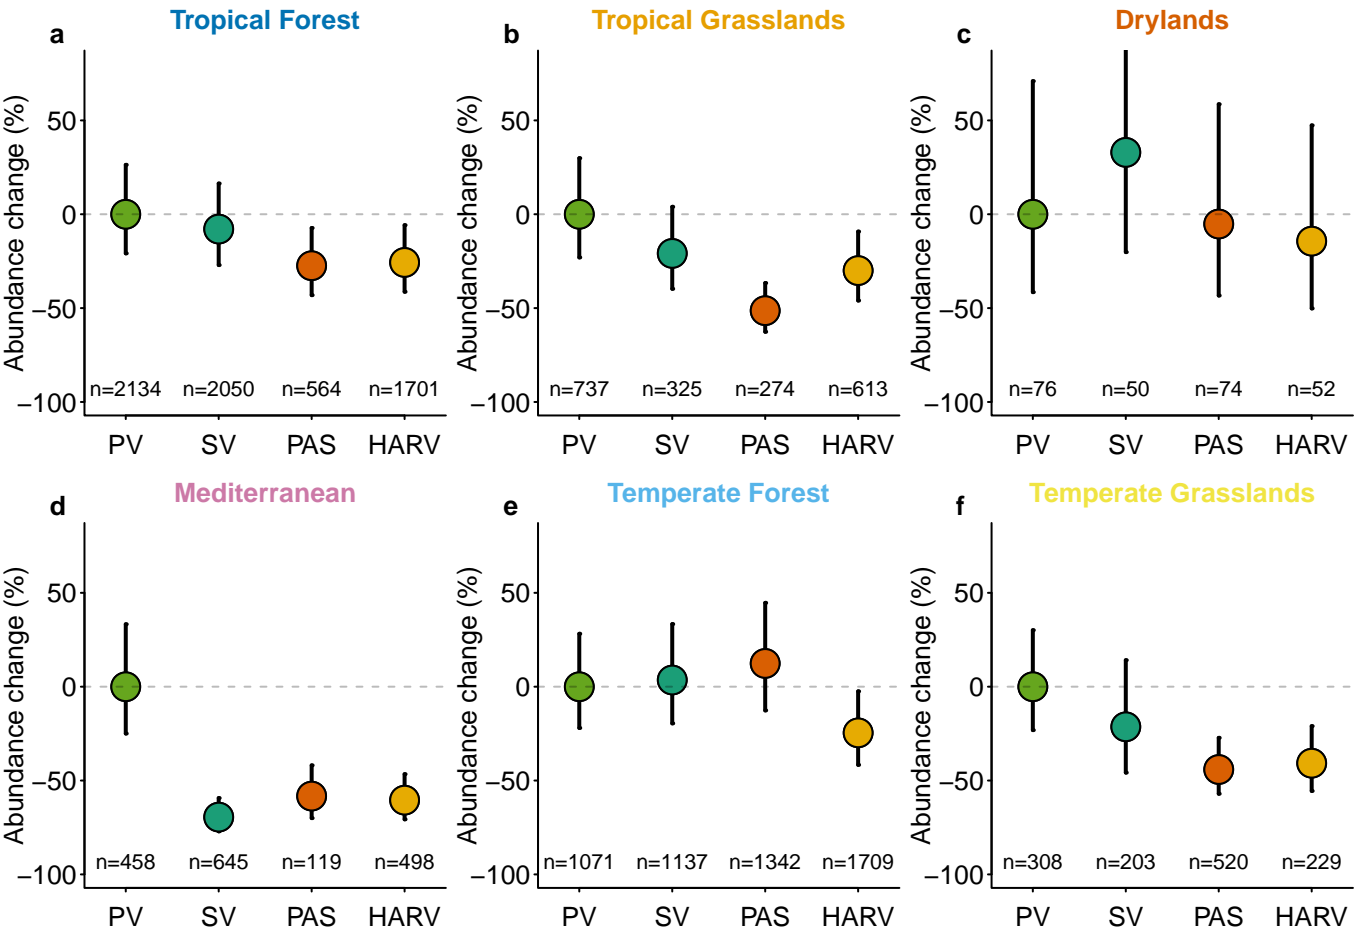 a Tropical Forest
Abundance change (%)
50
0
−50
−100
n=2134 n=2050 n=564 n=1701
PV SV PAS HARV
b Tropical Grasslands
Abundance change (%)
50
0
−50
−100
n=737 n=325 n=274 n=613
PV SV PAS HARV
c Drylands
Abundance change (%)
50
0
−50
−100
n=76 n=50 n=74 n=52
PV SV PAS HARV
d Mediterranean
Abundance change (%)
50
0
−50
−100
n=458 n=645 n=119 n=498
PV SV PAS HARV
e Temperate Forest
Abundance change (%)
50
0
−50
−100
n=1071 n=1137 n=1342 n=1709
PV SV PAS HARV
f Temperate Grasslands
Abundance change (%)
50
0
−50
−100
n=308 n=203 n=520 n=229
PV SV PAS HARV